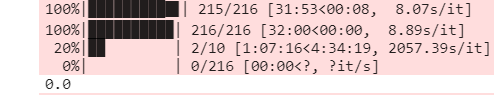 100%|█████████▉| 215/216 [31:53<00:08,  8.07s/it]
100%|██████████| 216/216 [32:00<00:00,  8.89s/it]
20%|██        | 2/10 [1:07:16<4:34:19, 2057.39s/it]
0%|          | 0/216 [00:00<?, ?it/s]
0.0